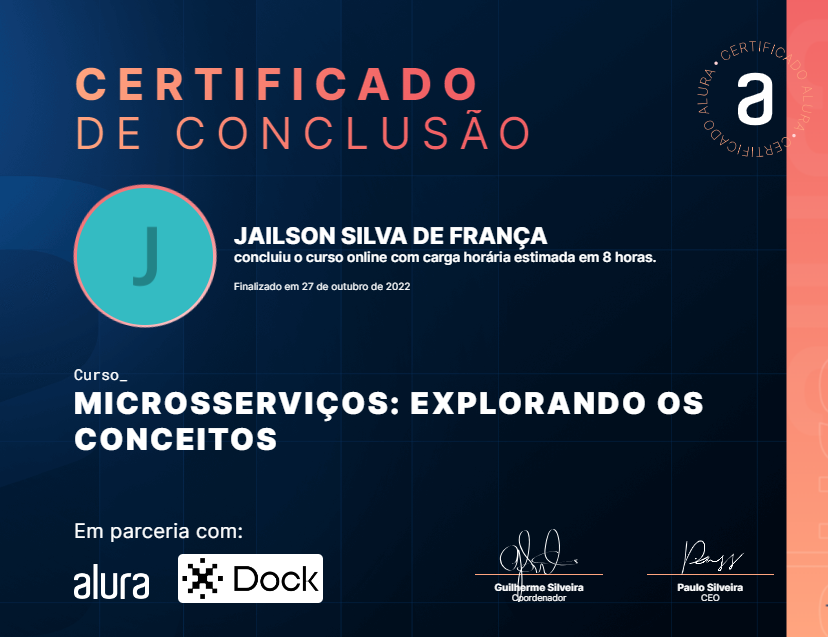 CERTIFICADO
DE CONCLUSÃO
CERTIFICADO ALURA • CERTIFICADO ALURA •
a
J
JAILSON SILVA DE FRANÇA
concluiu o curso online com carga horária estimada em 8 horas.
Finalizado em 27 de outubro de 2022
Curso_
MICROSSERVIÇOS: EXPLORANDO OS
CONCEITOS
Em parceria com:
alura
Dock
Guilherme Silveira
Coordenador
Paulo Silveira
CEO